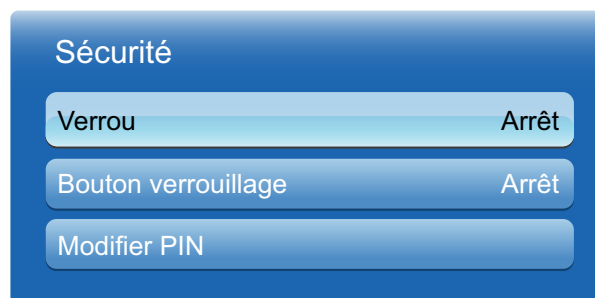 Sécurité
Verrou Arrêt
Bouton verrouillage Arrêt
Modifier PIN